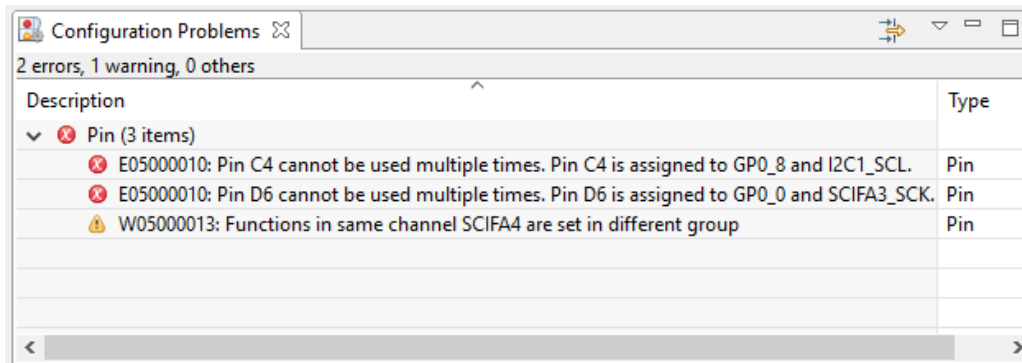 Configuration Problems
2 errors, 1 warning, 0 others
Description Type
Pin (3 items)
E05000010: Pin C4 cannot be used multiple times. Pin C4 is assigned to GP0_8 and I2C1_SCL. Pin
E05000010: Pin D6 cannot be used multiple times. Pin D6 is assigned to GP0_0 and SCIFA3_SCK. Pin
W05000013: Functions in same channel SCIFA4 are set in different group Pin